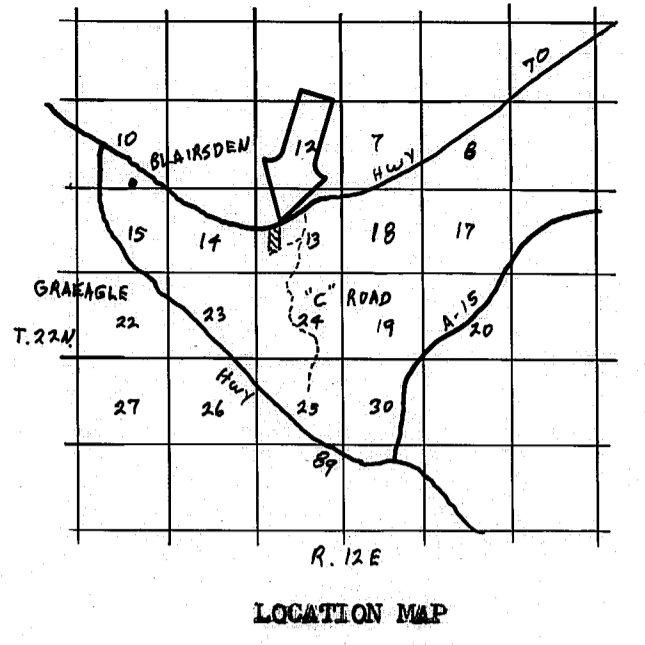 70
10
BLAIRSDEN
12
7
HWY
8
15
14
13
18
17
GRAEAGLE
"C" ROAD
22
23
24
19
A-15
20
T.22N.
HWY
27
26
25
30
89
R.12E
LOCATION MAP